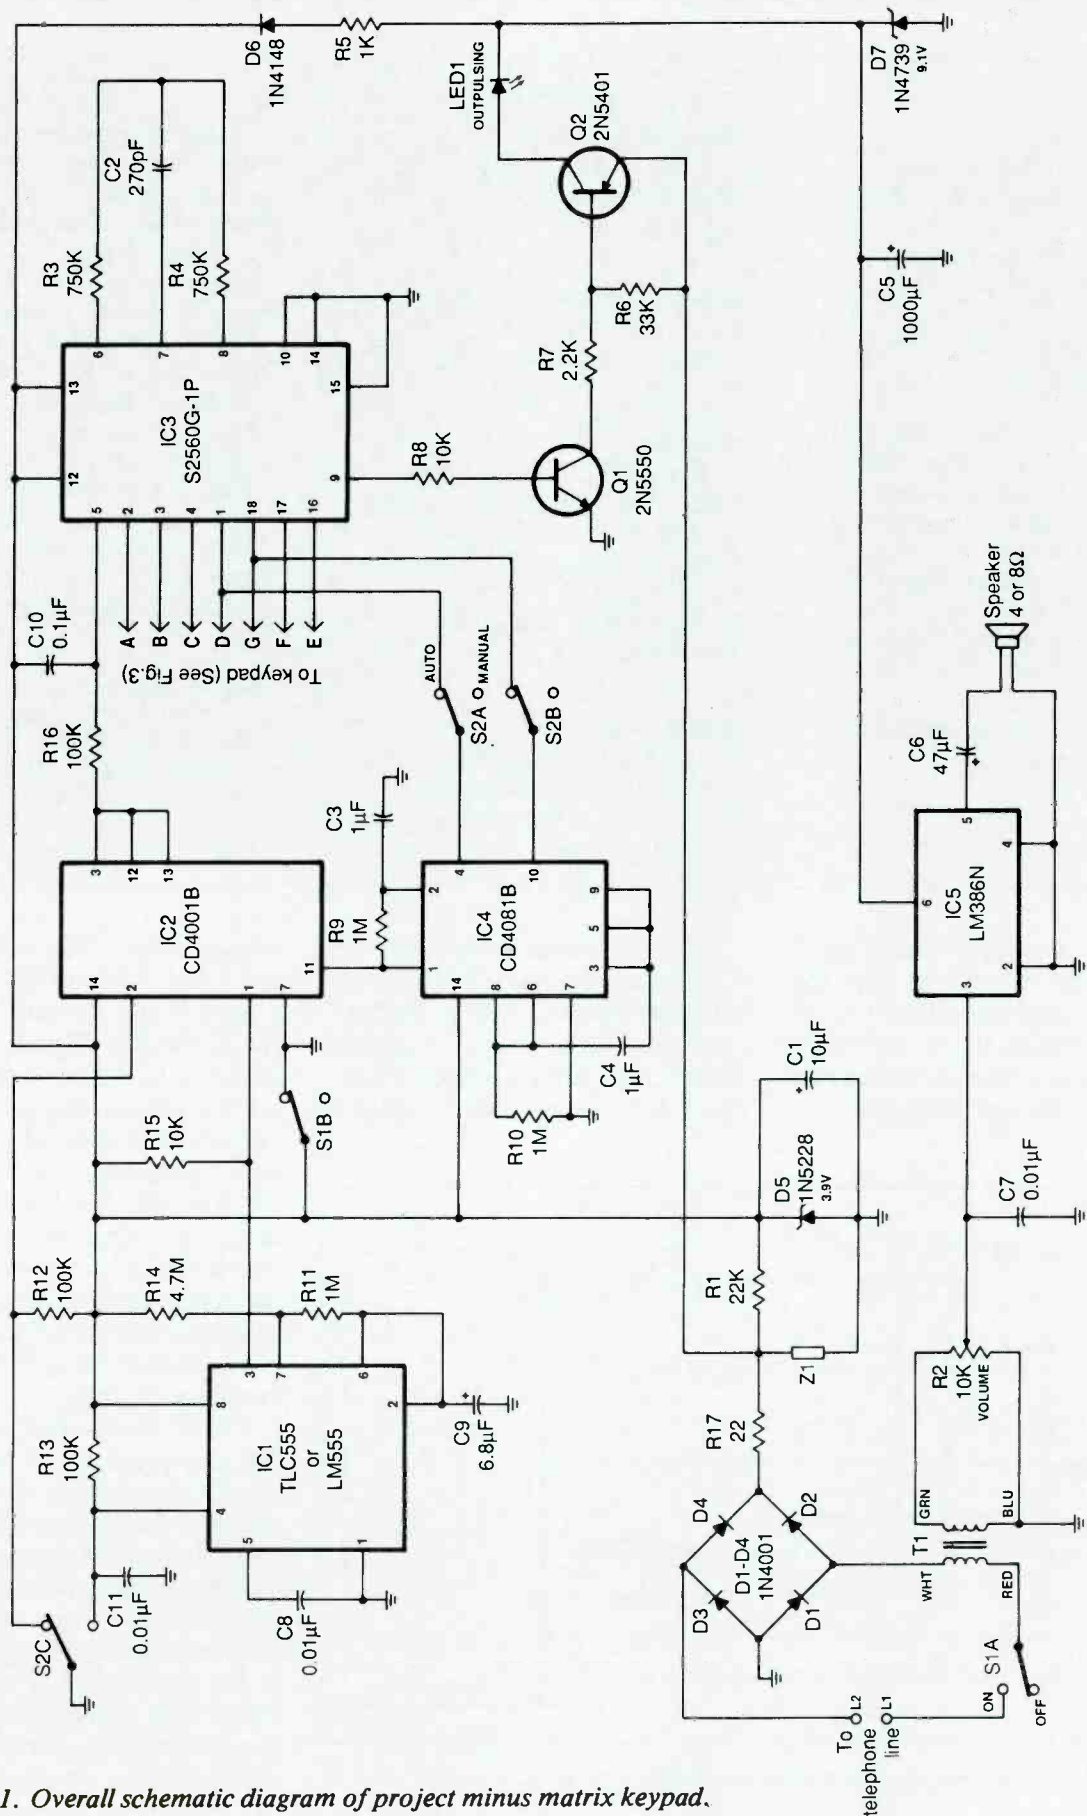 D6
1N4148
R5
1K
LED1
OUTPULSING
D7
1N4739
9.1V
C2
270pF
R3
750K
R4
750K
Q2
2N5401
6
7
8
10
14
13
15
12
9
IC3
S2560G-1P
5
2
3
4
1
18
17
16
R6
33K
R7
2.2K
R8
10K
Q1
2N5550
C5
1000µF
+
C10
0.1µF
A
B
C
D
G
F
E
To keypad (See Fig.3)
R16
100K
AUTO
MANUAL
S2A
S2B
Speaker
4 or 8Ω
C6
47µF
+
C3
1µF
R9
1M
3
12
13
IC2
CD4001B
14
2
1
7
11
2
4
10
IC4
CD4081B
1
14
8
6
7
9
5
3
6
5
4
IC5
LM386N
3
2
C4
1µF
R10
1M
S1B
R15
10K
C1
10µF
+
D5
1N5228
3.9V
C7
0.01µF
R12
100K
R14
4.7M
R11
1M
R1
22K
Z1
R2
10K
VOLUME
R13
100K
3
7
6
8
2
4
5
1
IC1
TLC555
or
LM555
C9
6.8µF
+
R17
22
C11
0.01µF
C8
0.01µF
S2C
D4
D2
D3
D1
D1-D4
1N4001
GRN
BLU
T1
WHT
RED
S1A
ON
OFF
To
telephone
line
L2
L1
1. Overall schematic diagram of project minus matrix keypad.